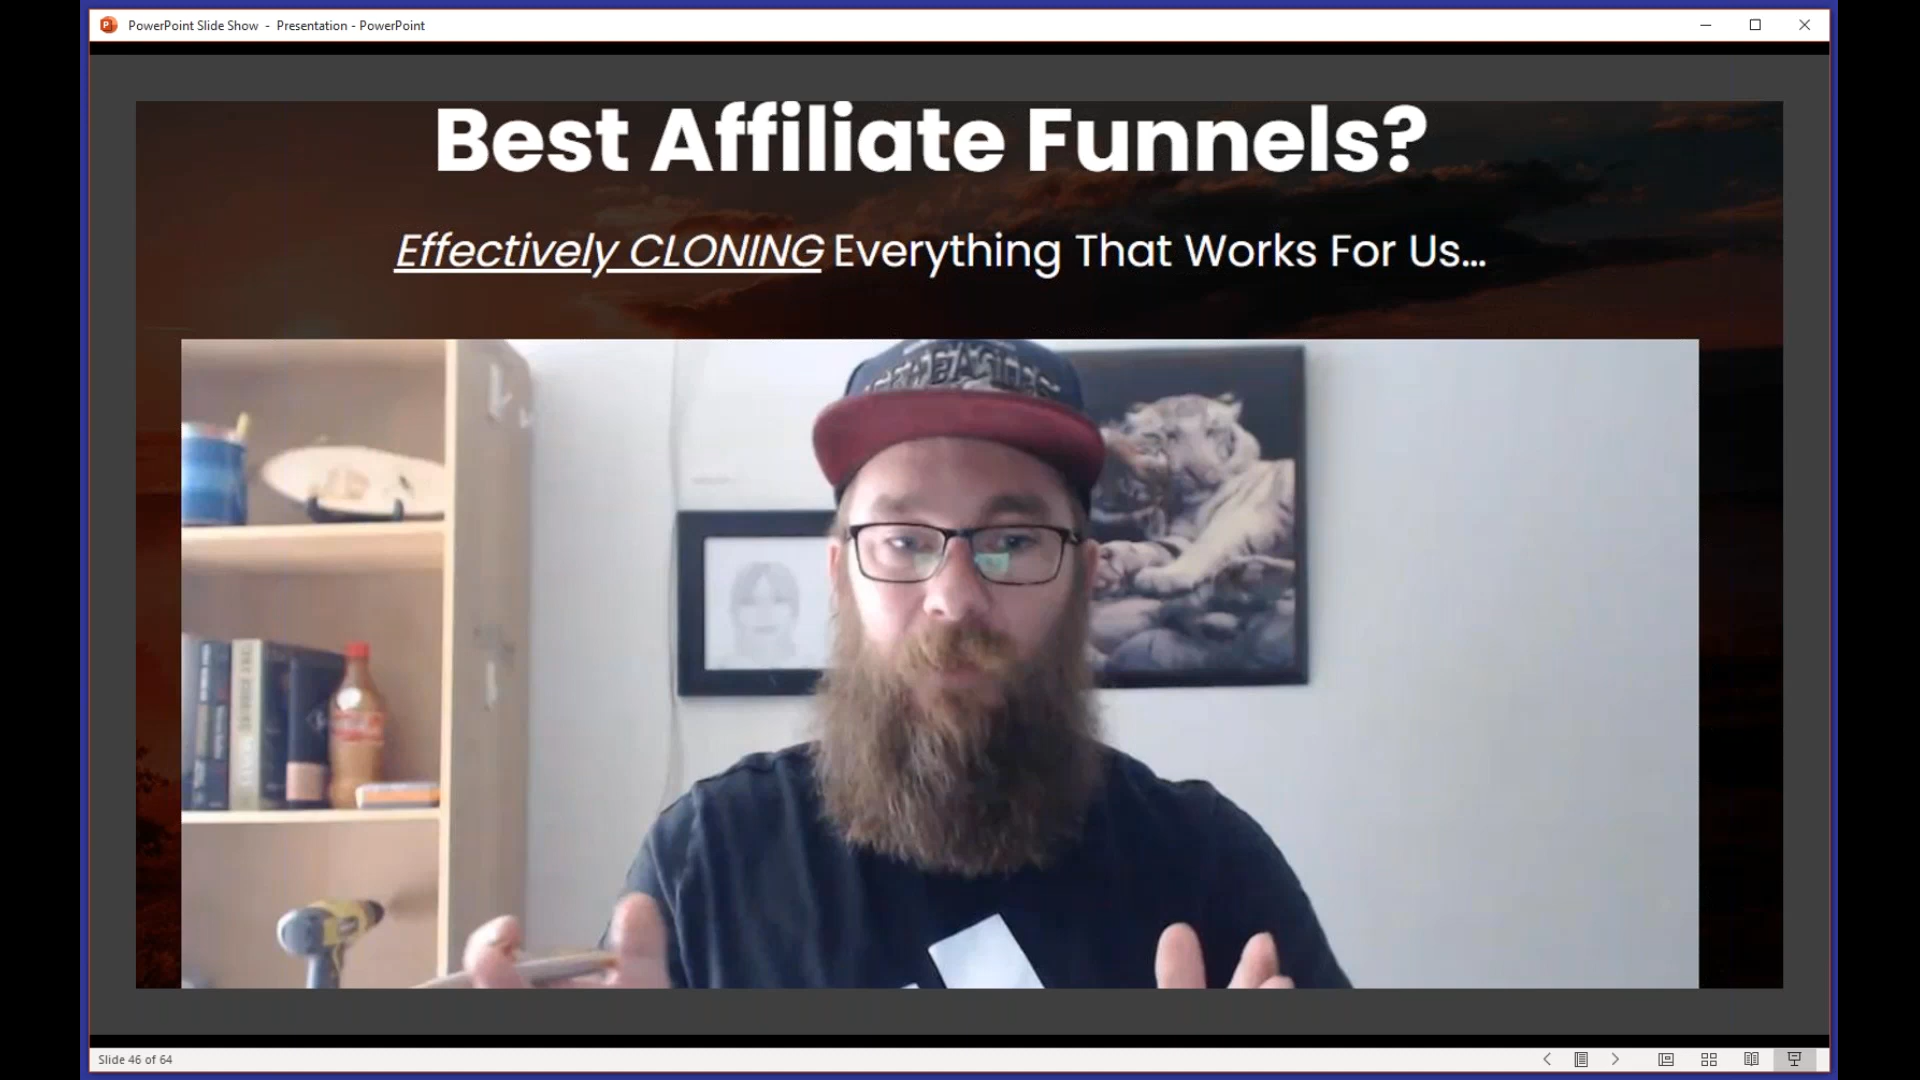 PowerPoint Slide Show - Presentation - PowerPoint
Best Affiliate Funnels?
Effectively CLONING Everything That Works For Us...
Slide 46 of 64